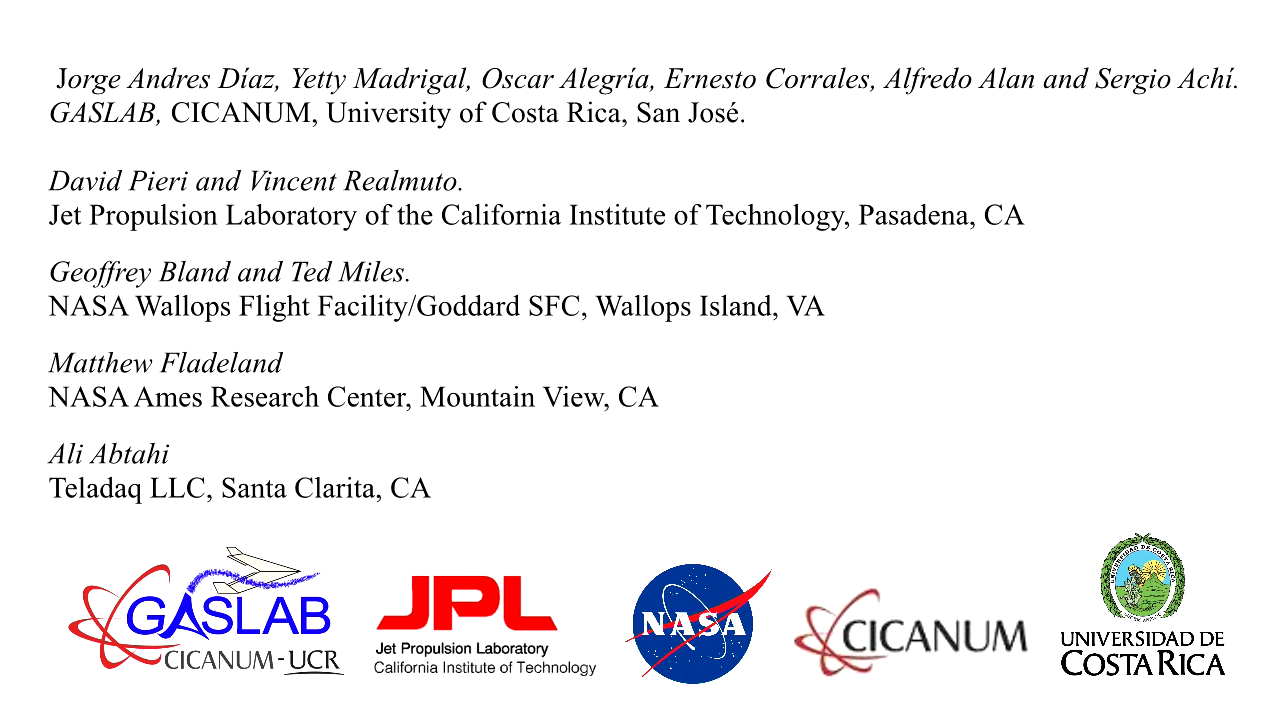 Jorge Andres Díaz, Yetty Madrigal, Oscar Alegría, Ernesto Corrales, Alfredo Alan and Sergio Achí.
GASLAB, CICANUM, University of Costa Rica, San José.
David Pieri and Vincent Realmuto.
Jet Propulsion Laboratory of the California Institute of Technology, Pasadena, CA
Geoffrey Bland and Ted Miles.
NASA Wallops Flight Facility/Goddard SFC, Wallops Island, VA
Matthew Fladeland
NASA Ames Research Center, Mountain View, CA
Ali Abtahi
Teladaq LLC, Santa Clarita, CA
GASLAB
CICANUM-UCR
JPL
Jet Propulsion Laboratory
California Institute of Technology
NASA
CICANUM
UNIVERSIDAD DE COSTA RICA
UNIVERSIDAD DE
COSTA RICA